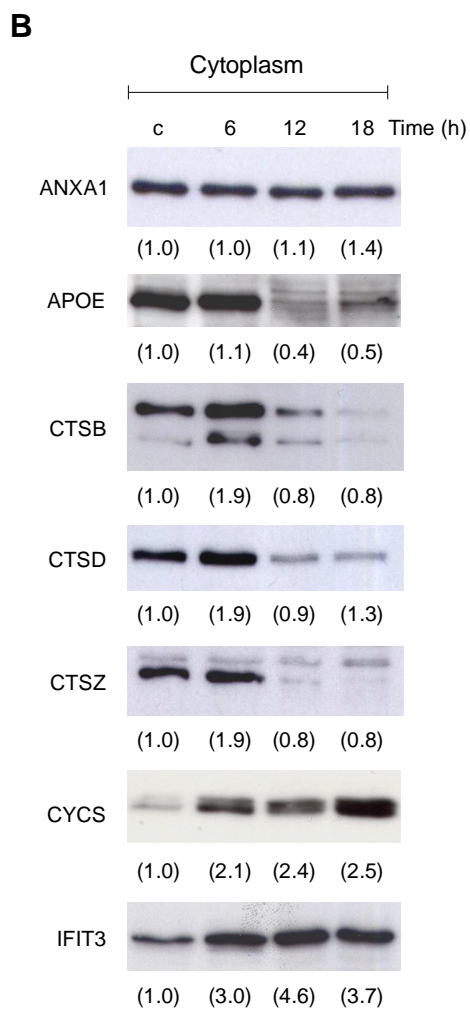 B
Cytoplasm
c 6 12 18 Time (h)
ANXA1
(1.0) (1.0) (1.1) (1.4)
APOE
(1.0) (1.1) (0.4) (0.5)
CTSB
(1.0) (1.9) (0.8) (0.8)
CTSD
(1.0) (1.9) (0.9) (1.3)
CTSZ
(1.0) (1.9) (0.8) (0.8)
CYCS
(1.0) (2.1) (2.4) (2.5)
IFIT3
(1.0) (3.0) (4.6) (3.7)